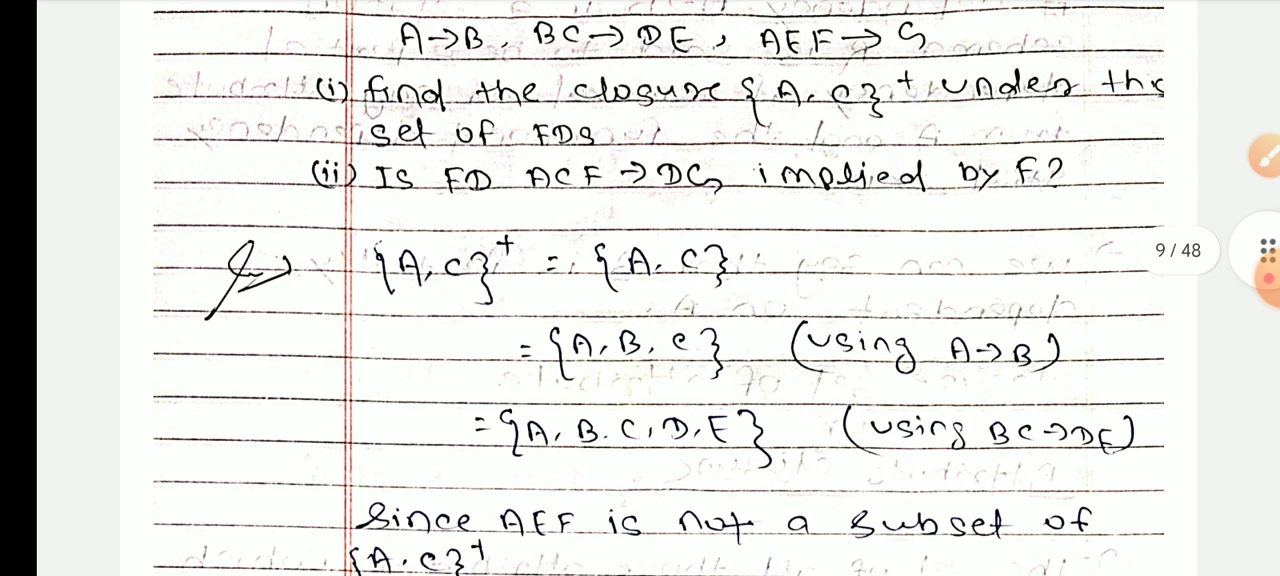 A→B, BC→DE, AEF→G
(i) find the closure {A, C}+ under this
set of FDs
(ii) Is FD ACF→DG implied by F?
{A, C}+ = {A, C}
= {A, B, C} (using A→B)
= {A, B, C, D, E} (using BC→DE)
Since AEF is not a subset of
{A, C}+
9 / 48